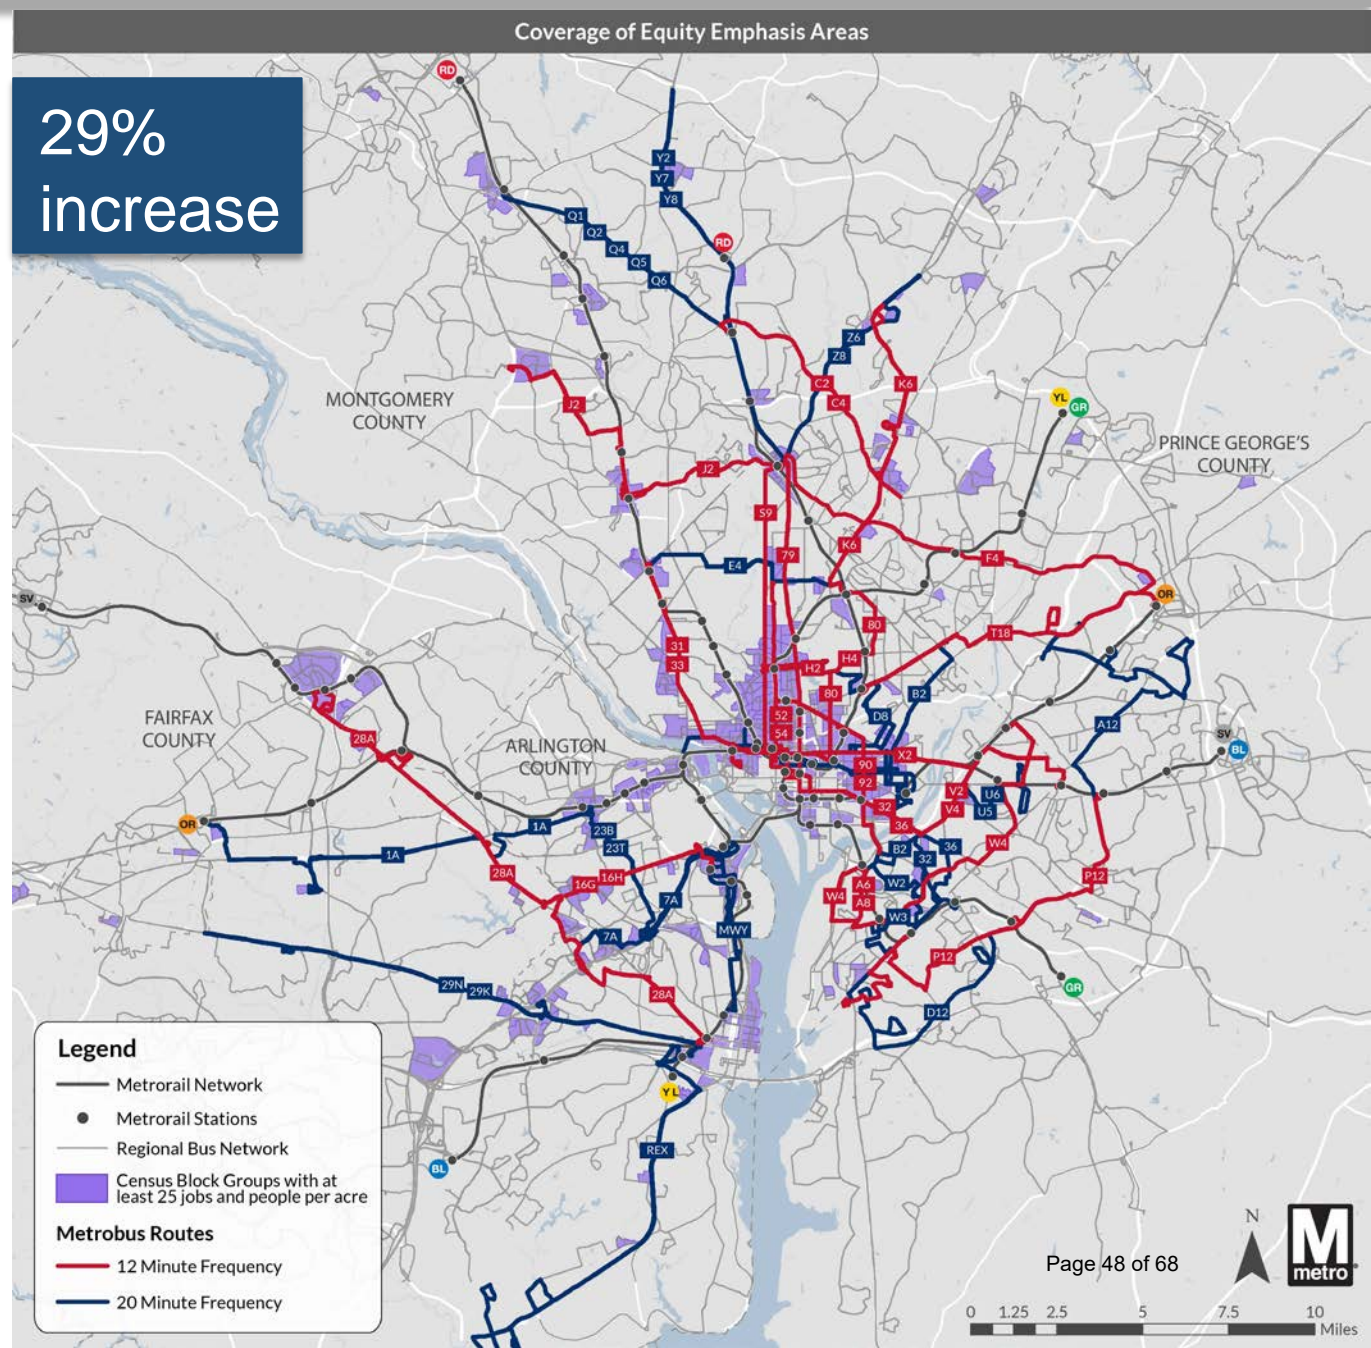 Coverage of Equity Emphasis Areas
29%
increase
RD
Y2
Y7
Y8
Q1
Q2
Q4
Q5
Q6
RD
Z6
Z8
C2
C4
K6
YL
GR
MONTGOMERY
COUNTY
PRINCE GEORGE'S
COUNTY
J2
J2
S9
79
K6
F4
E4
SV
OR
80
T18
31
33
H2
H4
80
B2
52
54
D8
A12
FAIRFAX
COUNTY
ARLINGTON
COUNTY
28A
X2
SV
BL
90
92
V2
V4
U6
U5
32
36
OR
1A
1A
23B
23T
B2
36
32
W4
28A
16G
16H
W2
A6
A8
W4
P12
7A
W3
7A
MWY
P12
29N
29K
28A
GR
D12
YL
REX
BL
Legend
Metrorail Network
Metrorail Stations
Regional Bus Network
Census Block Groups with at
least 25 jobs and people per acre
Metrobus Routes
12 Minute Frequency
20 Minute Frequency
Page 48 of 68
N
M
metro
0 1.25 2.5 5 7.5 10
Miles